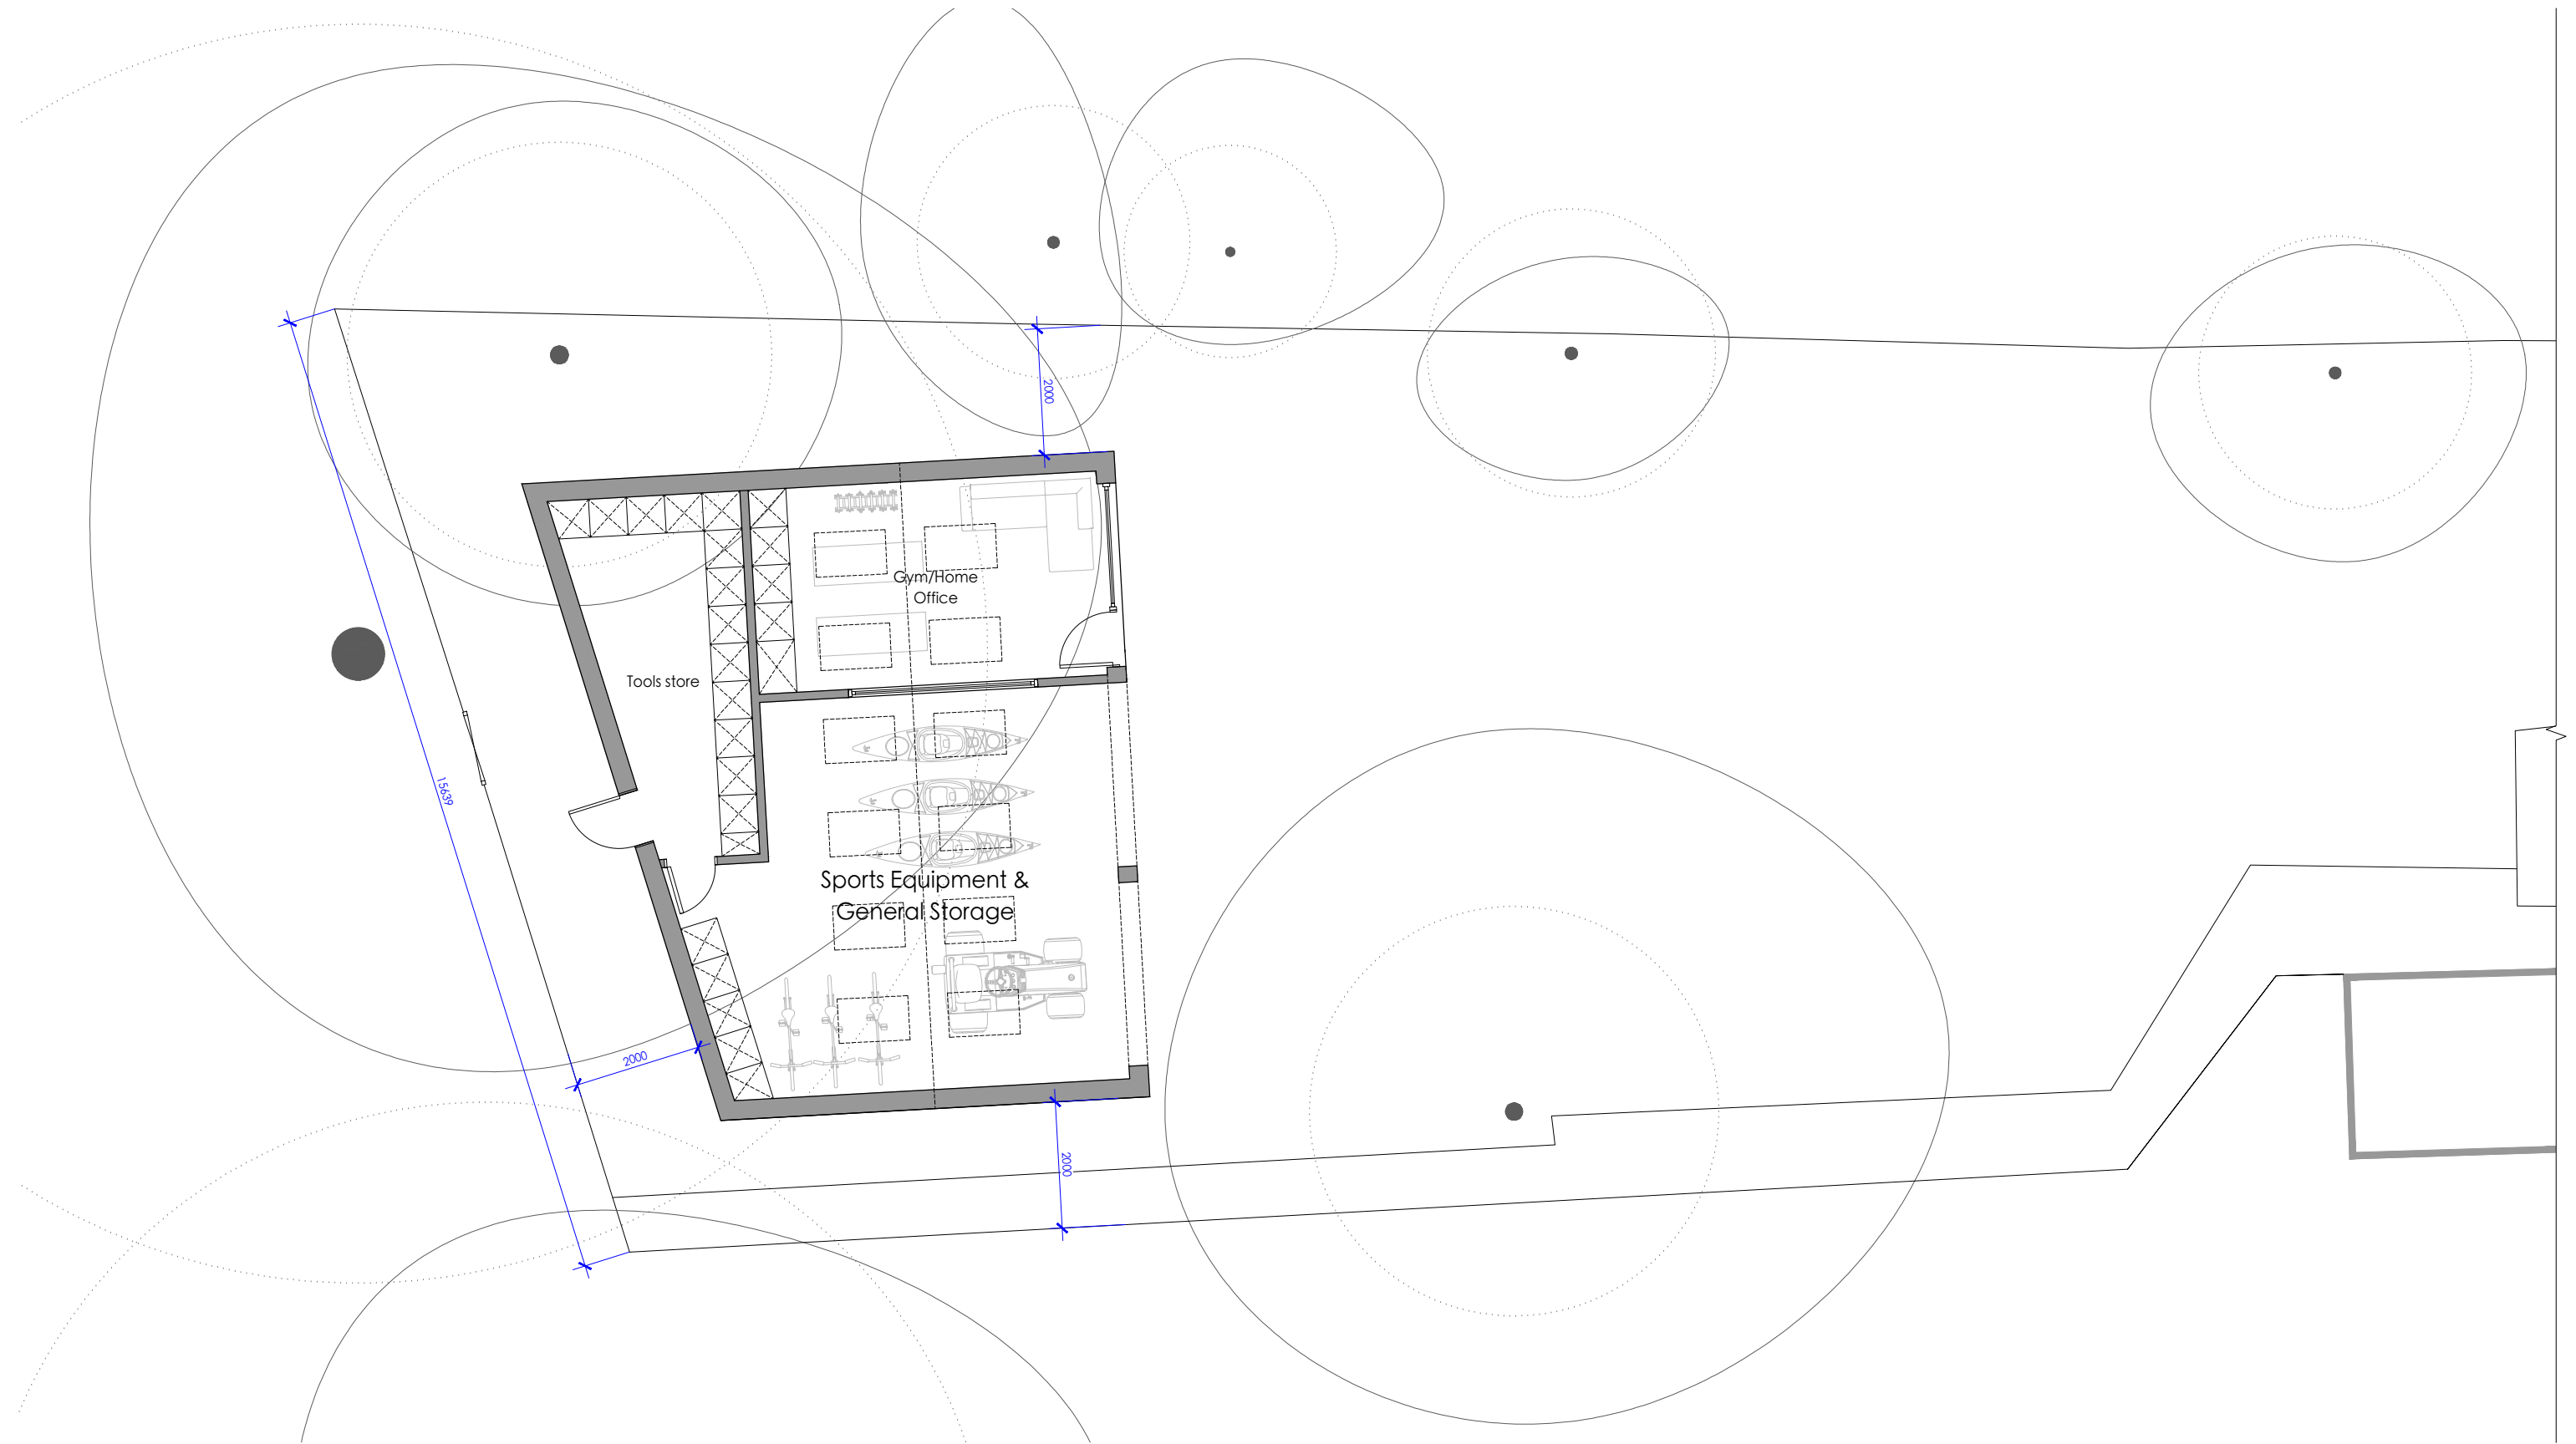 2000
Gym/Home
Office
Tools store
15639
Sports Equipment &
General Storage
2000
2000